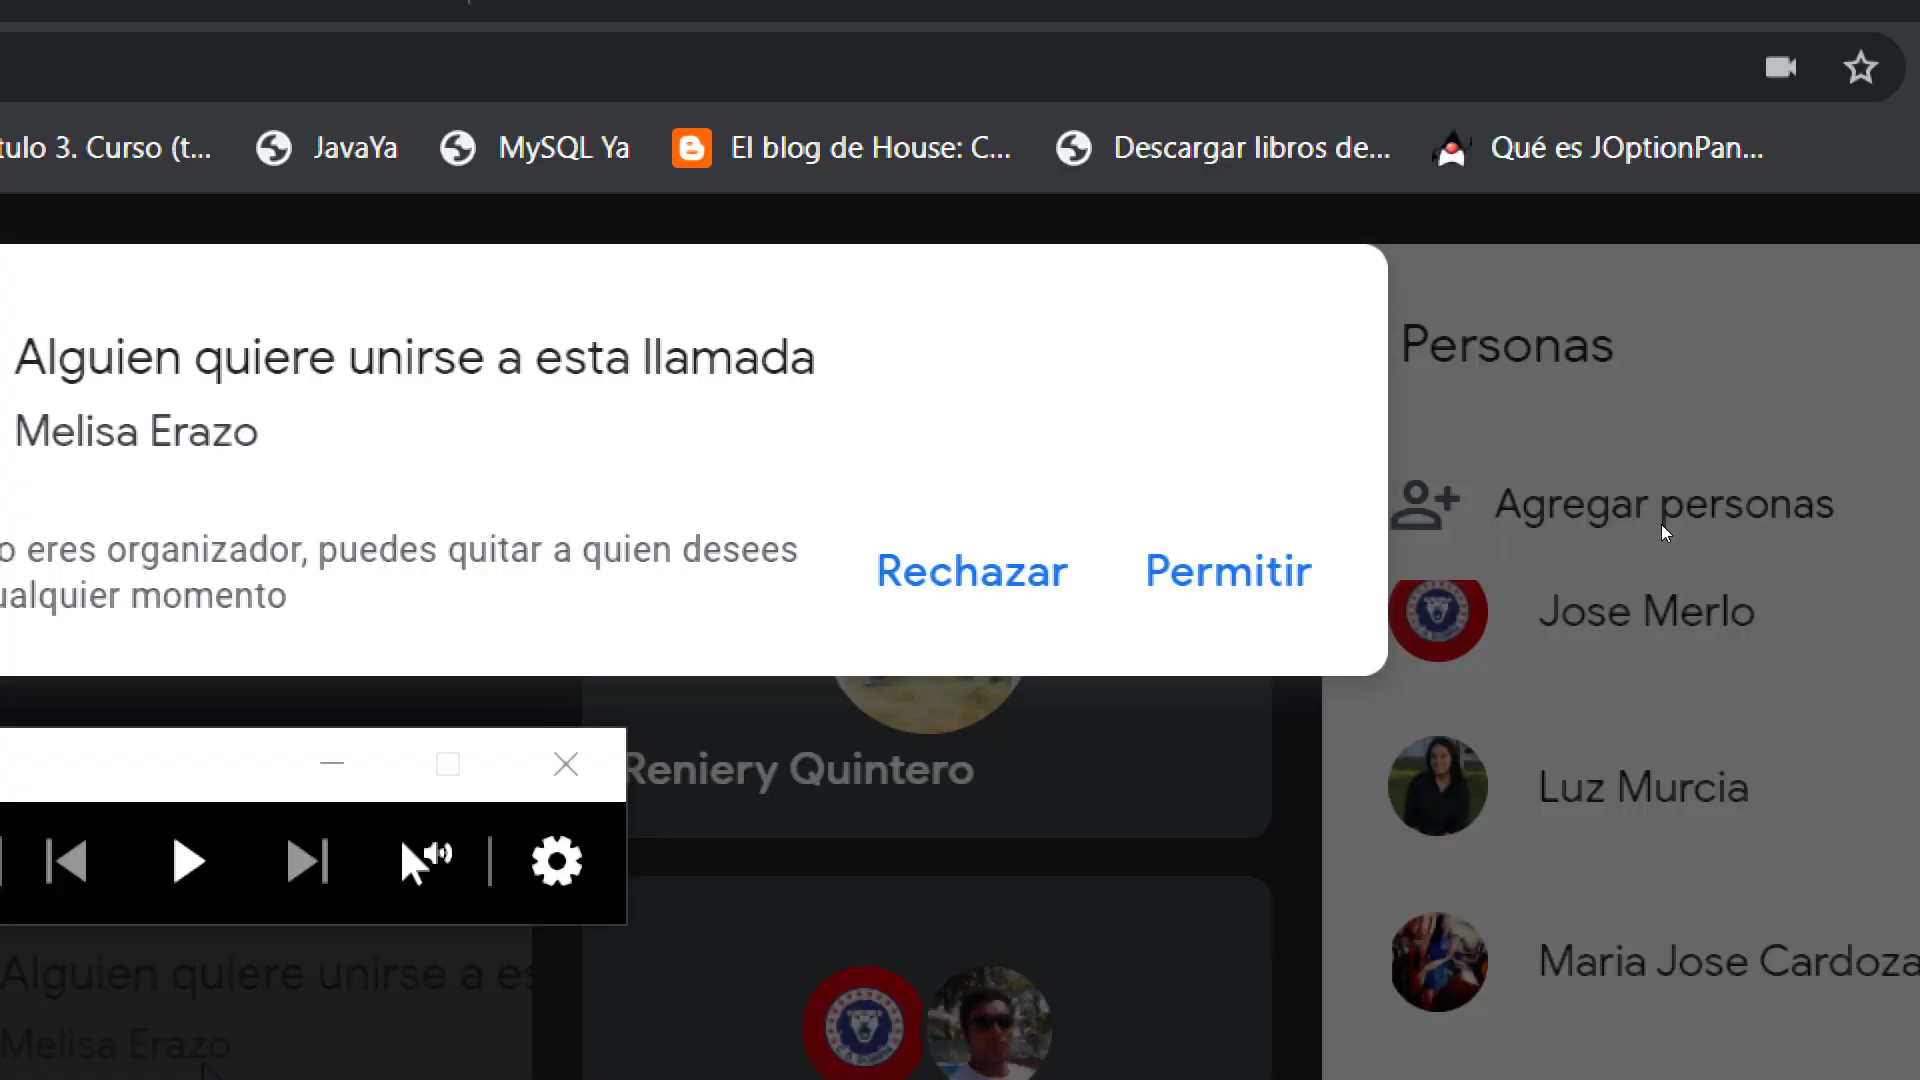 tulo 3. Curso (t... JavaYa MySQL Ya El blog de House: C... Descargar libros de... Qué es JOptionPan...
Alguien quiere unirse a esta llamada
Melisa Erazo
o eres organizador, puedes quitar a quien desees
ualquier momento
Rechazar Permitir
Personas
Agregar personas
Jose Merlo
Luz Murcia
Maria Jose Cardoza
Reniery Quintero
Alguien quiere unirse a es
Melisa Erazo